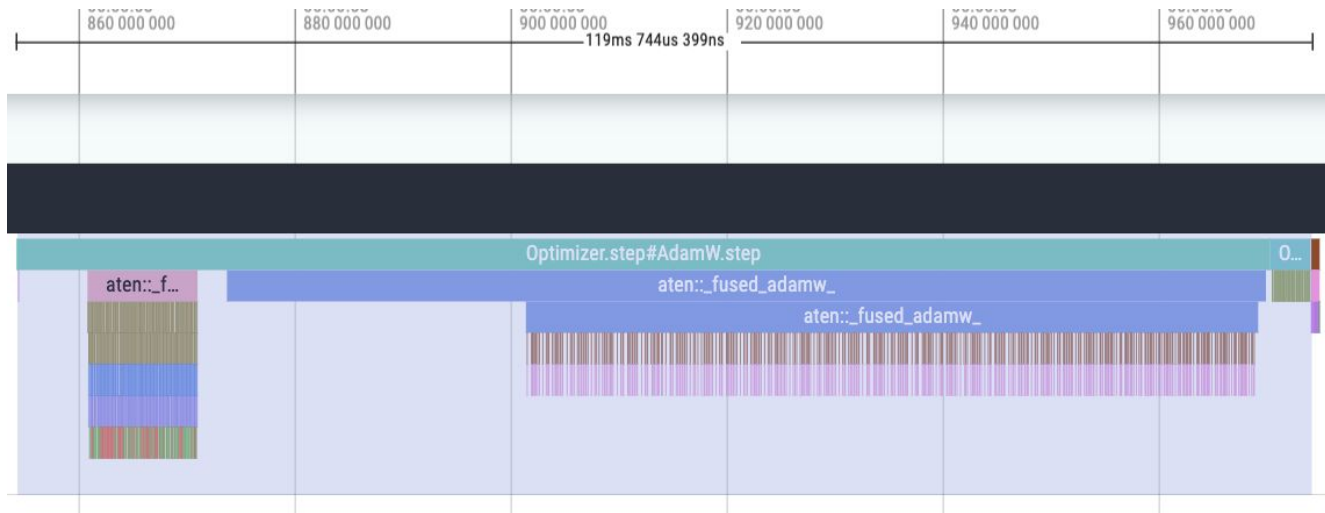 860 000 000 880 000 000 900 000 000 920 000 000 940 000 000 960 000 000
119ms 744us 399ns
Optimizer.step#AdamW.step O...
aten::_f... aten::_fused_adamw_
aten::_fused_adamw_